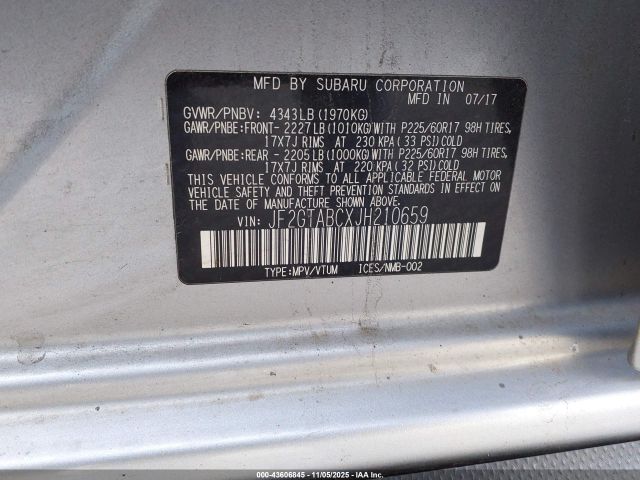 MFD BY SUBARU CORPORATION
MFD IN 07/17
GVWR/PNBV: 4343LB(1970KG)
GAWR/PNBE:FRONT- 2227LB(1010KG)WITH P225/60R17 98H TIRES,
17X7J RIMS AT 230 KPA(33 PSI)COLD
GAWR/PNBE:REAR - 2205LB(1000KG)WITH P225/60R17 98H TIRES,
17X7J RIMS AT 220 KPA(32 PSI)COLD
THIS VEHICLE CONFORMS TO ALL APPLICABLE FEDERAL MOTOR
VEHICLE SAFETY AND THEFT PREVENTION STANDARDS IN EFFECT ON
THE DATE OF MANUFACTURE SHOWN ABOVE.
VIN: JF2GTABCXJH210659
TYPE:MPV/VTUM ICES/NMB-002
000-43606845 - 11/05/2025 - IAAI.COM